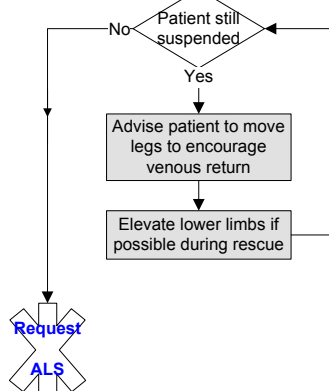 Patient still
suspended
No
Yes
Advise patient to move
legs to encourage
venous return
Elevate lower limbs if
possible during rescue
Request
ALS